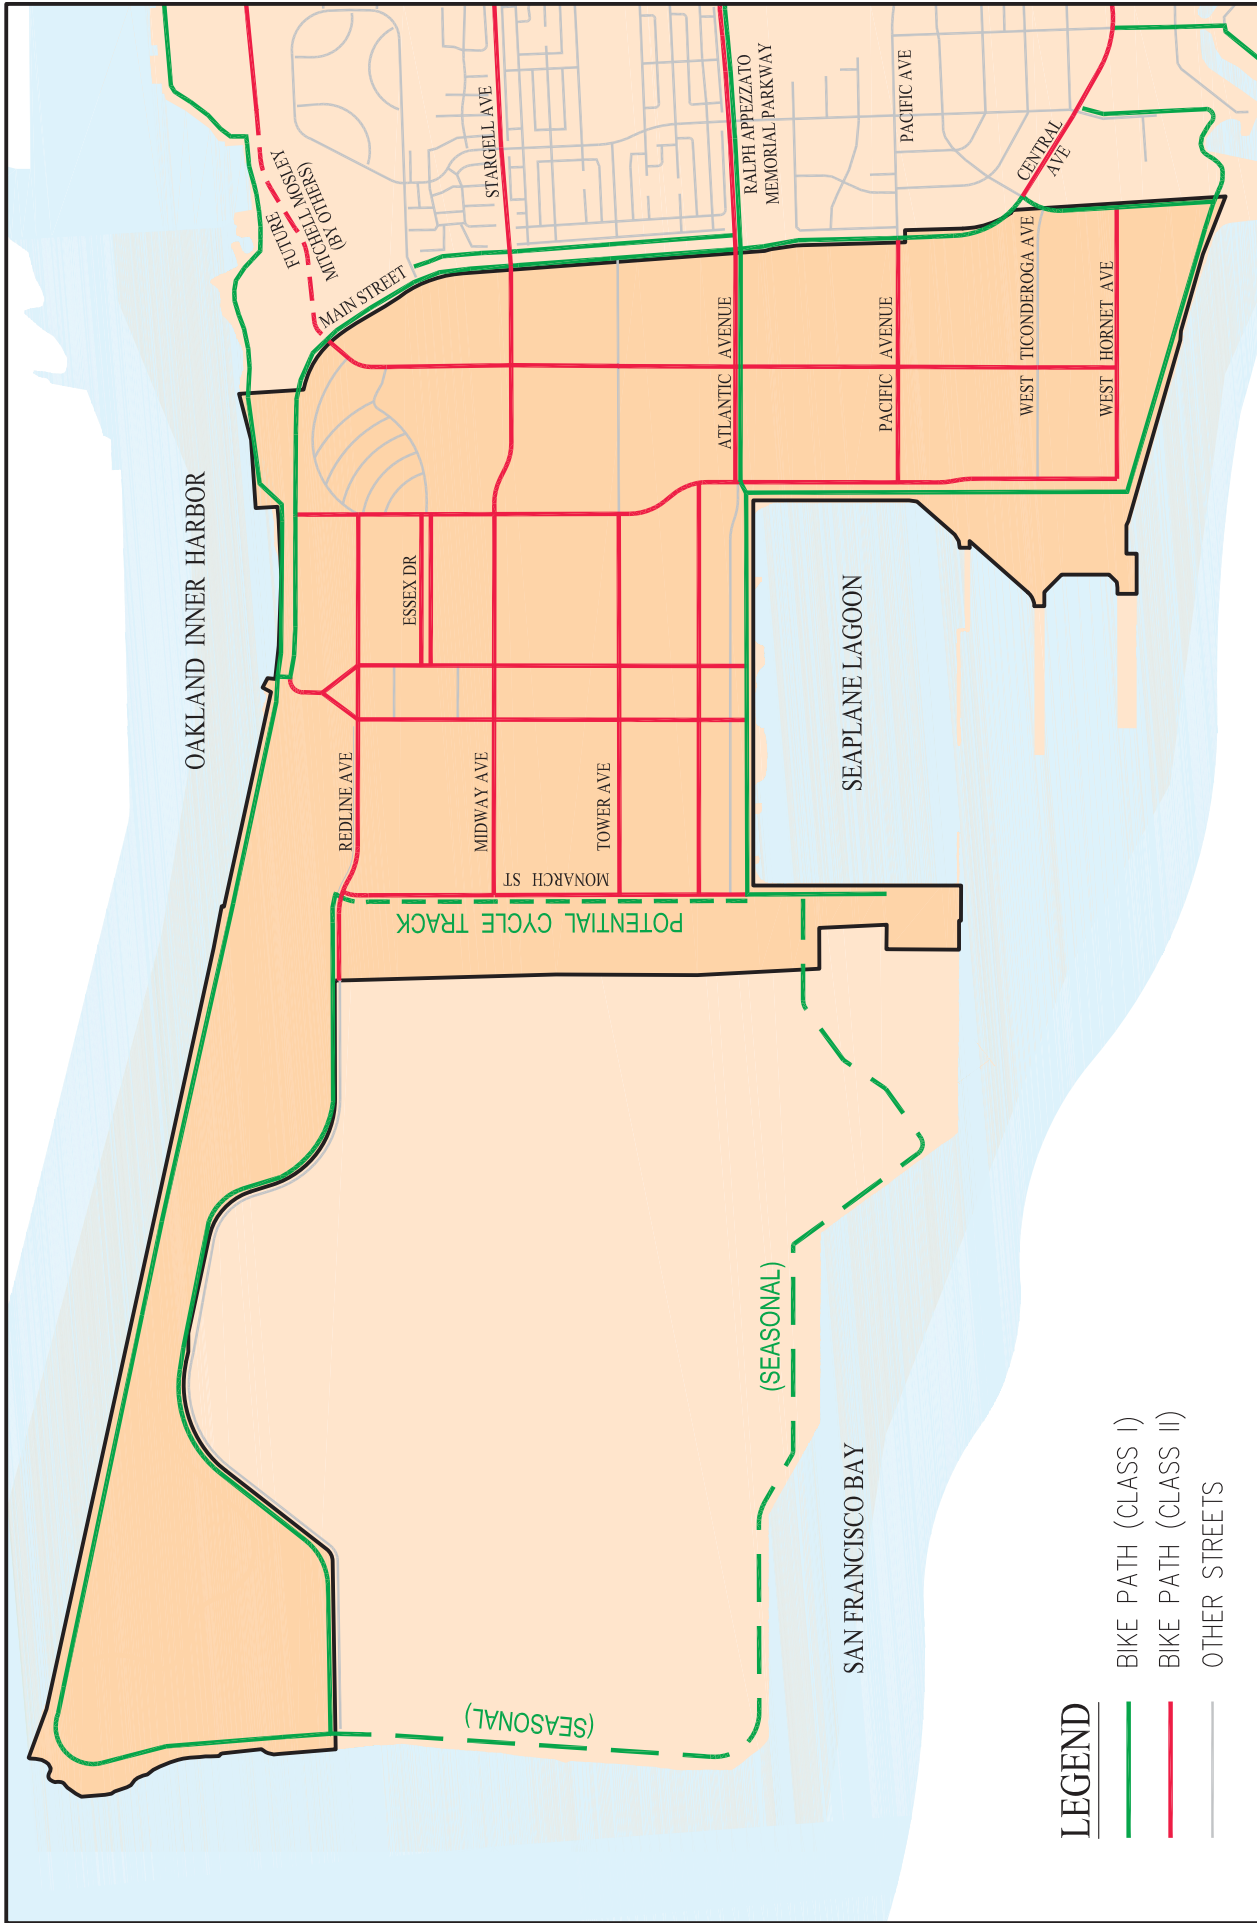 OAKLAND INNER HARBOR
FUTURE
MITCHELL MOSLEY
(BY OTHERS)
MAIN STREET
STARGELL AVE
RALPH APPEZZATO
MEMORIAL PARKWAY
PACIFIC AVE
CENTRAL
AVE
REDLINE AVE
ESSEX DR
MIDWAY AVE
TOWER AVE
MONARCH ST
POTENTIAL CYCLE TRACK
ATLANTIC AVENUE
PACIFIC AVENUE
WEST TICONDEROGA AVE
WEST HORNET AVE
SEAPLANE LAGOON
(SEASONAL)
(SEASONAL)
SAN FRANCISCO BAY
LEGEND
BIKE PATH (CLASS I)
BIKE PATH (CLASS II)
OTHER STREETS